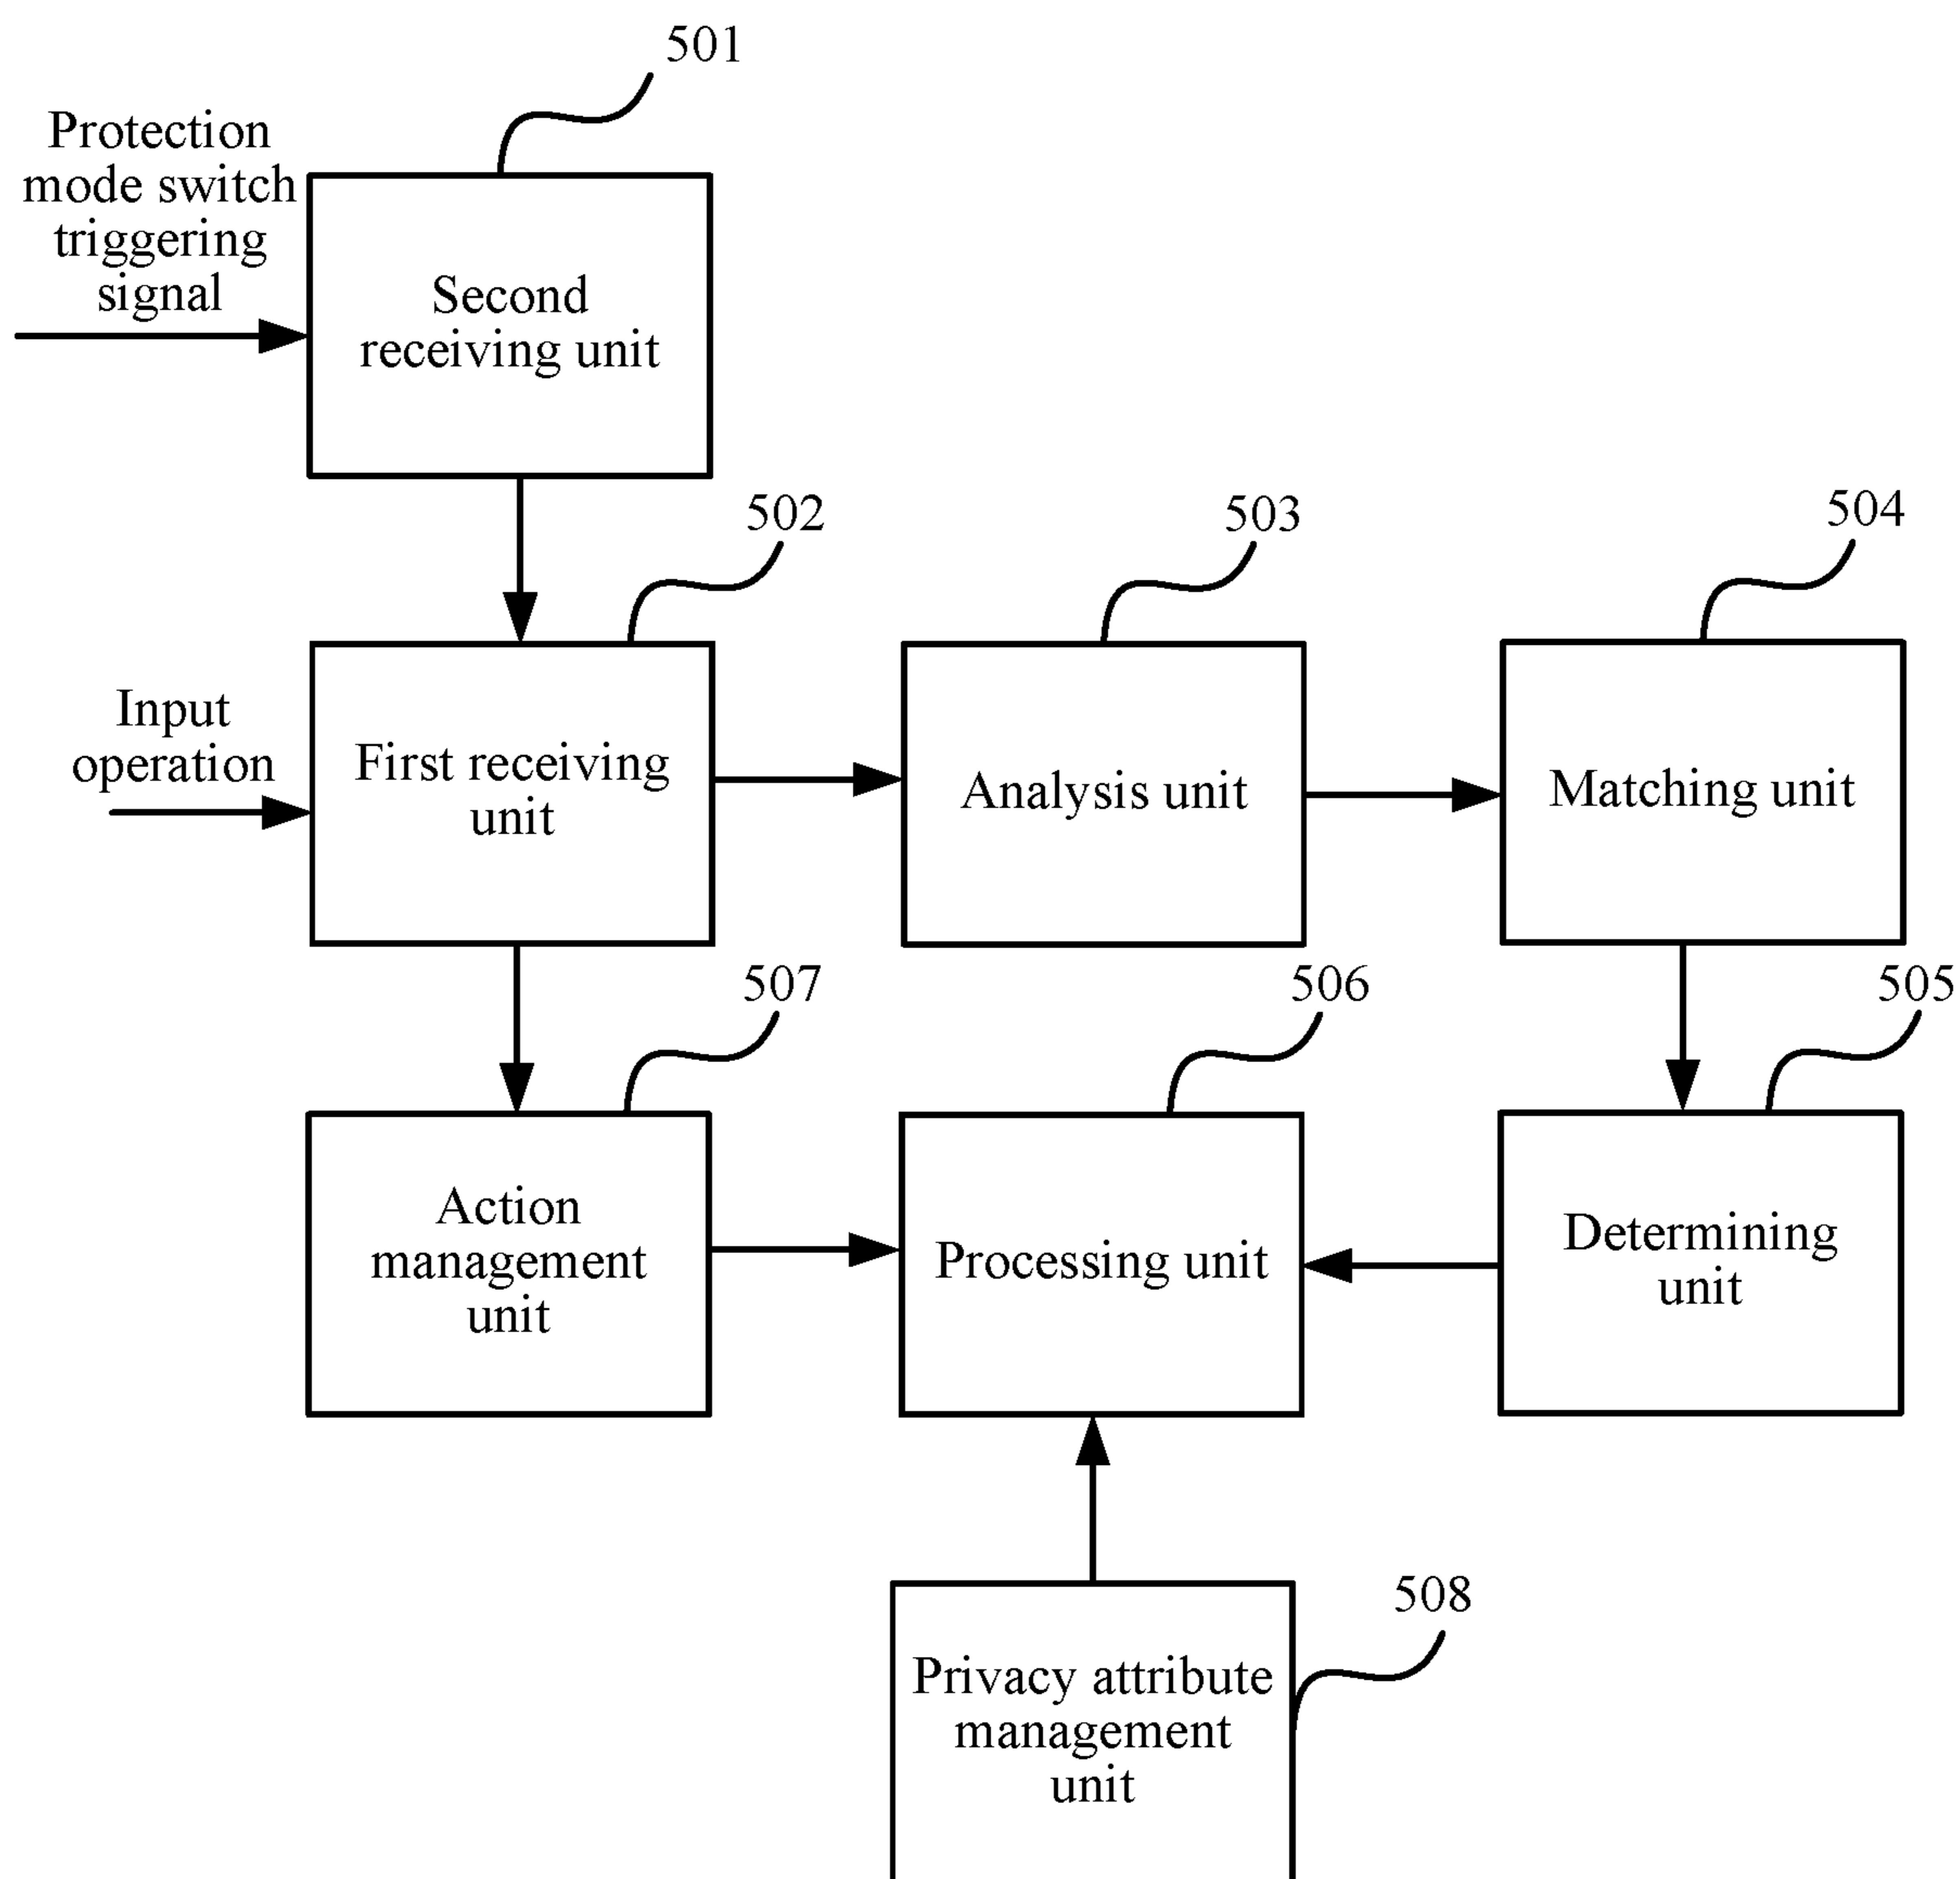 501
Protection
mode switch
triggering
signal
Second
receiving unit
502
503
504
Input
operation
First receiving
unit
Analysis unit
Matching unit
507
506
505
Action
management
unit
Processing unit
Determining
unit
508
Privacy attribute
management
unit